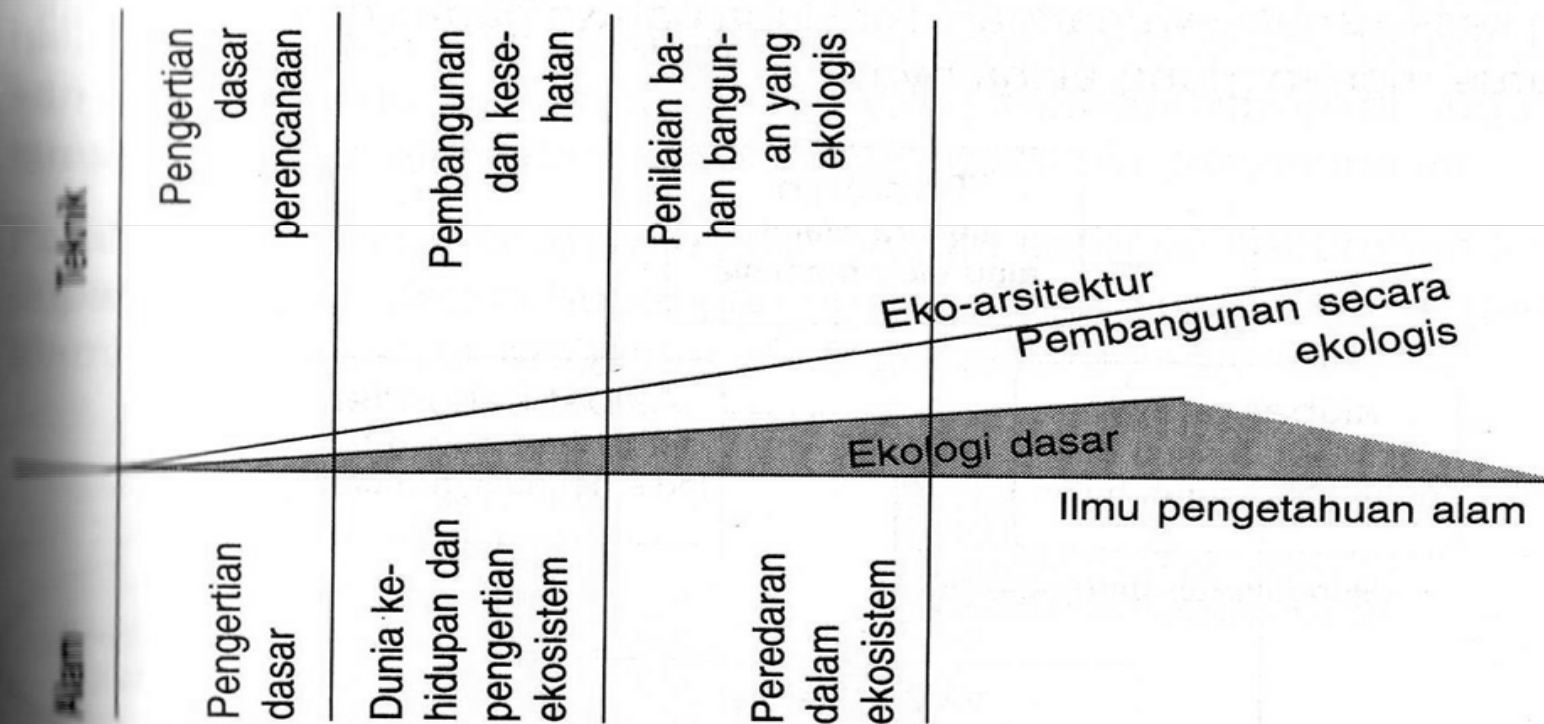 Teknik
Pengertian
dasar
perencanaan
Pembangunan
dan kese-
hatan
Penilaian ba-
han bangun-
an yang
ekologis
Eko-arsitektur
Pembangunan secara
ekologis
Ekologi dasar
Ilmu pengetahuan alam
Alam
Pengertian
dasar
Dunia ke-
hidupan dan
pengertian
ekosistem
Peredaran
dalam
ekosistem